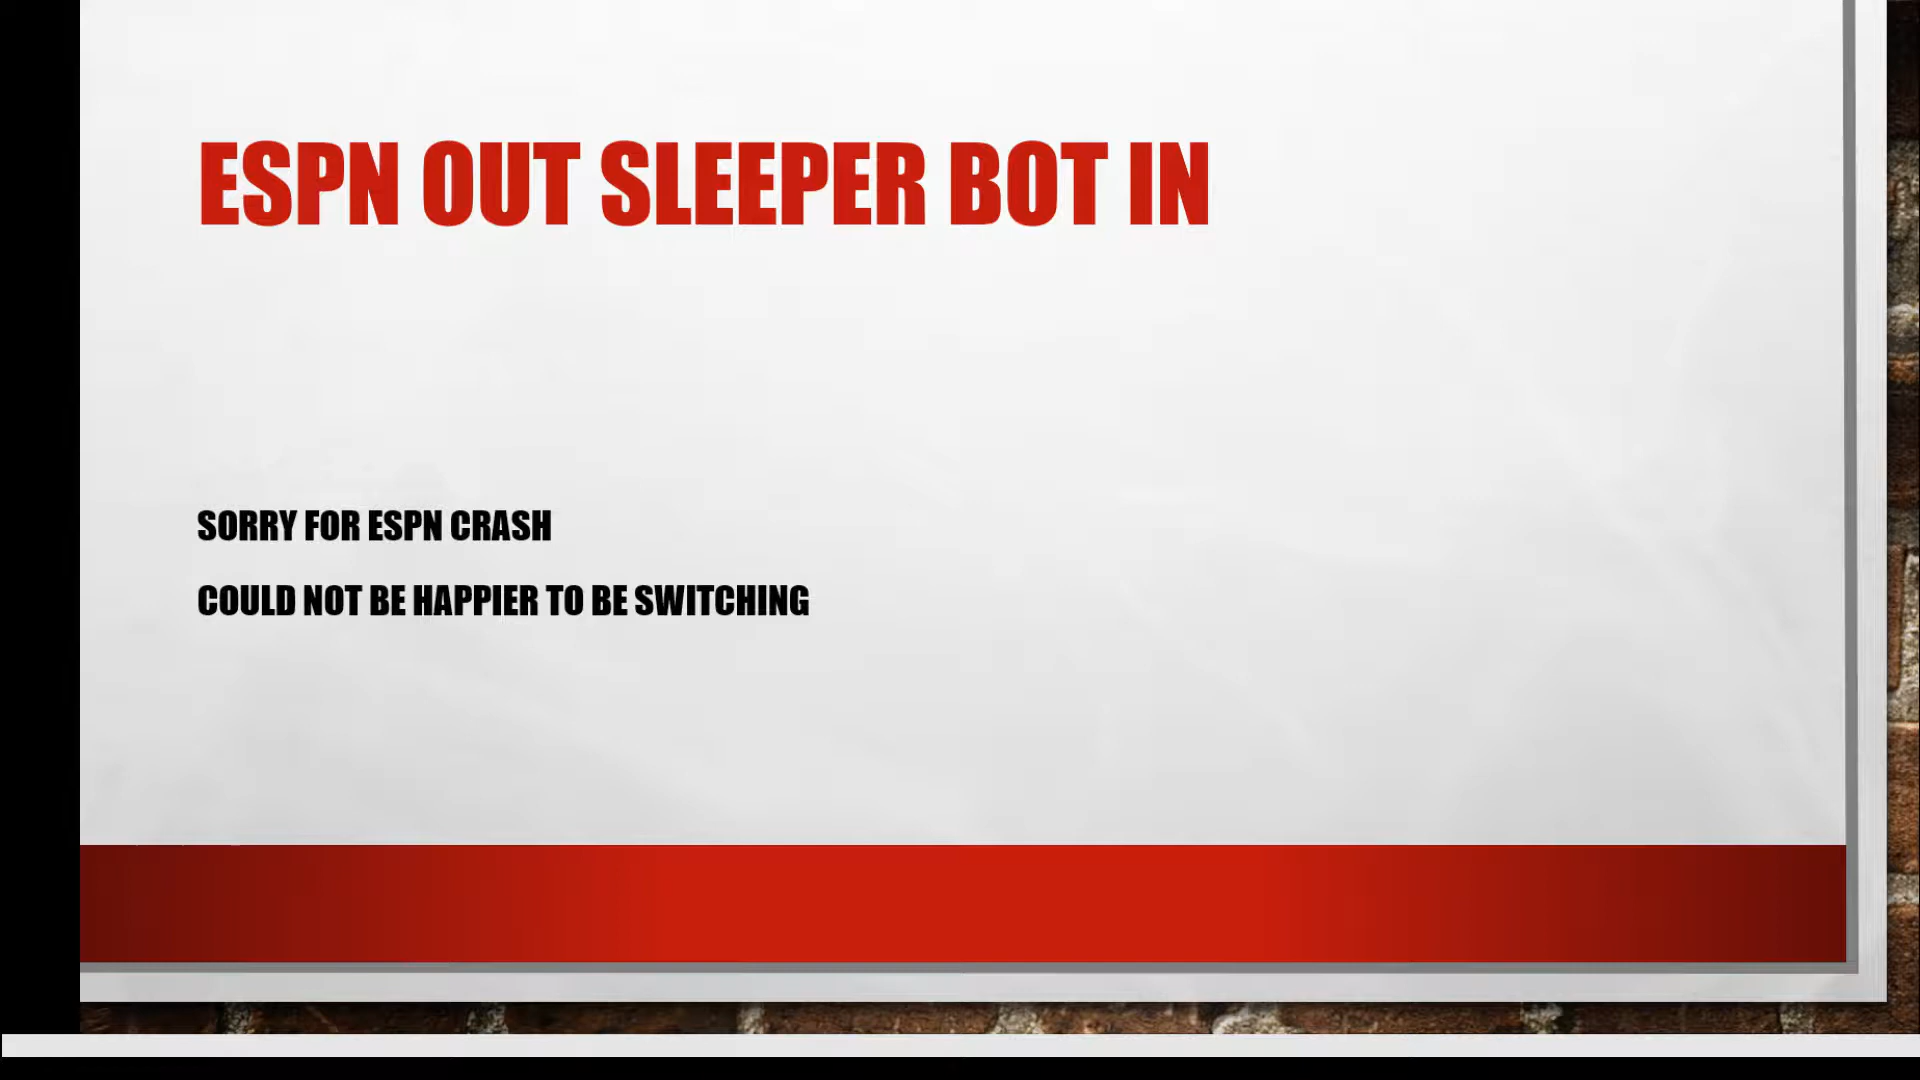 ESPN OUT SLEEPER BOT IN
SORRY FOR ESPN CRASH
COULD NOT BE HAPPIER TO BE SWITCHING